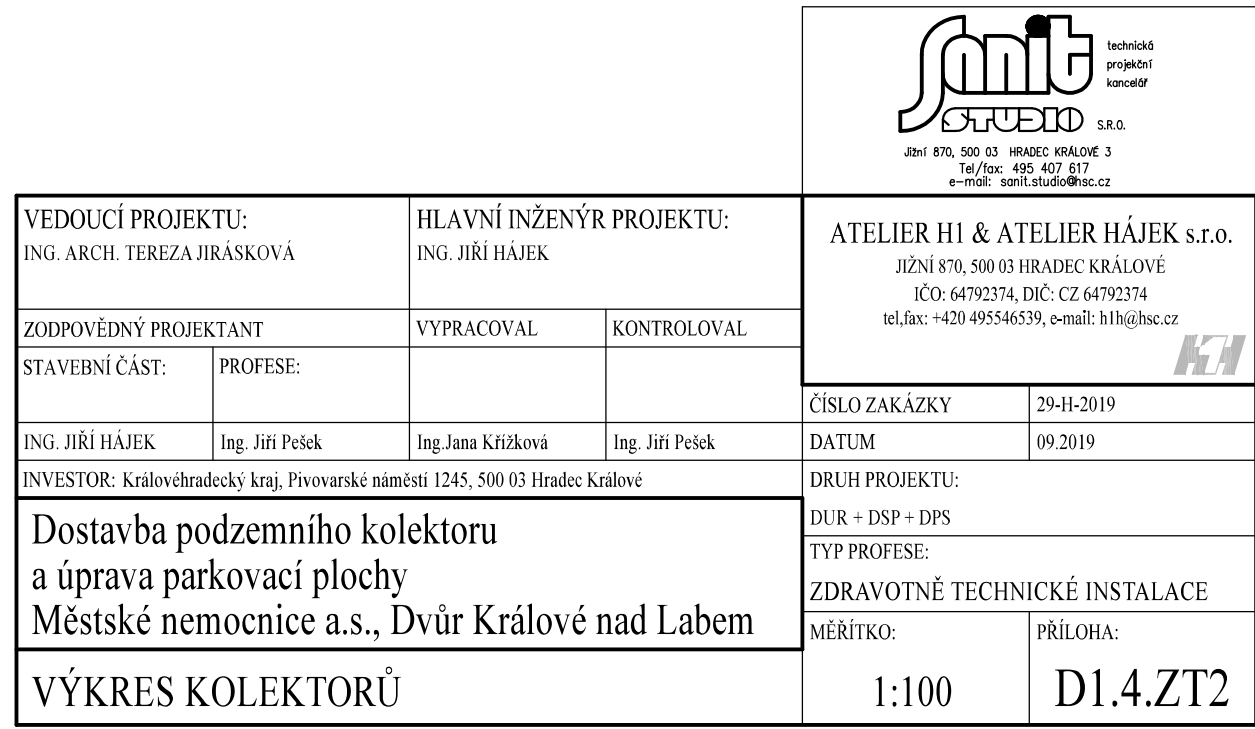 Sanit
STUDIO S.R.O.
technická
projekční
kancelář
Jižní 870, 500 03 HRADEC KRÁLOVÉ 3
Tel/fax: 495 407 617
e-mail: sanit.studio@hsc.cz
VEDOUCÍ PROJEKTU:
ING. ARCH. TEREZA JIRÁSKOVÁ
HLAVNÍ INŽENÝR PROJEKTU:
ING. JIŘÍ HÁJEK
ATELIER H1 & ATELIER HÁJEK s.r.o.
JIŽNÍ 870, 500 03 HRADEC KRÁLOVÉ
IČO: 64792374, DIČ: CZ 64792374
tel,fax: +420 495546539, e-mail: h1h@hsc.cz
H1H
ZODPOVĚDNÝ PROJEKTANT
VYPRACOVAL
KONTROLOVAL
STAVEBNÍ ČÁST:
PROFESE:
ING. JIŘÍ HÁJEK
Ing. Jiří Pešek
Ing.Jana Křížková
Ing. Jiří Pešek
ČÍSLO ZAKÁZKY
29-H-2019
DATUM
09.2019
INVESTOR: Královéhradecký kraj, Pivovarské náměstí 1245, 500 03 Hradec Králové
DRUH PROJEKTU:
DUR + DSP + DPS
Dostavba podzemního kolektoru
a úprava parkovací plochy
Městské nemocnice a.s., Dvůr Králové nad Labem
TYP PROFESE:
ZDRAVOTNĚ TECHNICKÉ INSTALACE
VÝKRES KOLEKTORŮ
MĚŘÍTKO:
1:100
PŘÍLOHA:
D1.4.ZT2